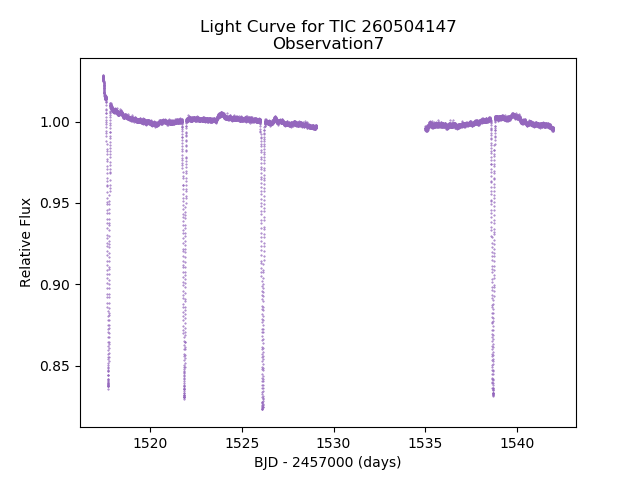 Light Curve for TIC 260504147
Observation7
1.00
0.95
0.90
0.85
Relative Flux
1520
1525
1530
1535
1540
BJD - 2457000 (days)